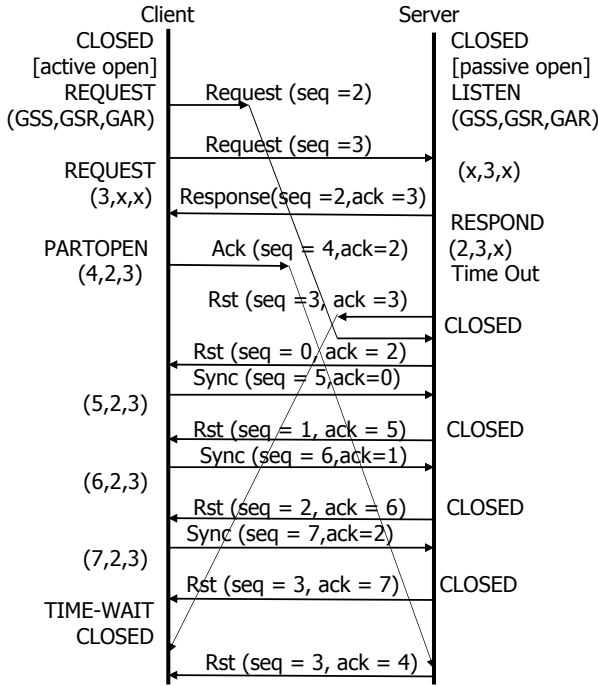 Client Server
CLOSED CLOSED
[active open] [passive open]
REQUEST Request (seq =2) LISTEN
(GSS,GSR,GAR) (GSS,GSR,GAR)
Request (seq =3)
REQUEST (x,3,x)
(3,x,x) Response(seq =2,ack =3)
RESPOND
PARTOPEN Ack (seq = 4,ack=2) (2,3,x)
(4,2,3) Time Out
Rst (seq =3, ack =3)
CLOSED
Rst (seq = 0, ack = 2)
Sync (seq = 5,ack=0)
(5,2,3)
Rst (seq = 1, ack = 5) CLOSED
Sync (seq = 6,ack=1)
(6,2,3)
Rst (seq = 2, ack = 6) CLOSED
Sync (seq = 7,ack=2)
(7,2,3)
Rst (seq = 3, ack = 7) CLOSED
TIME-WAIT
CLOSED
Rst (seq = 3, ack = 4)